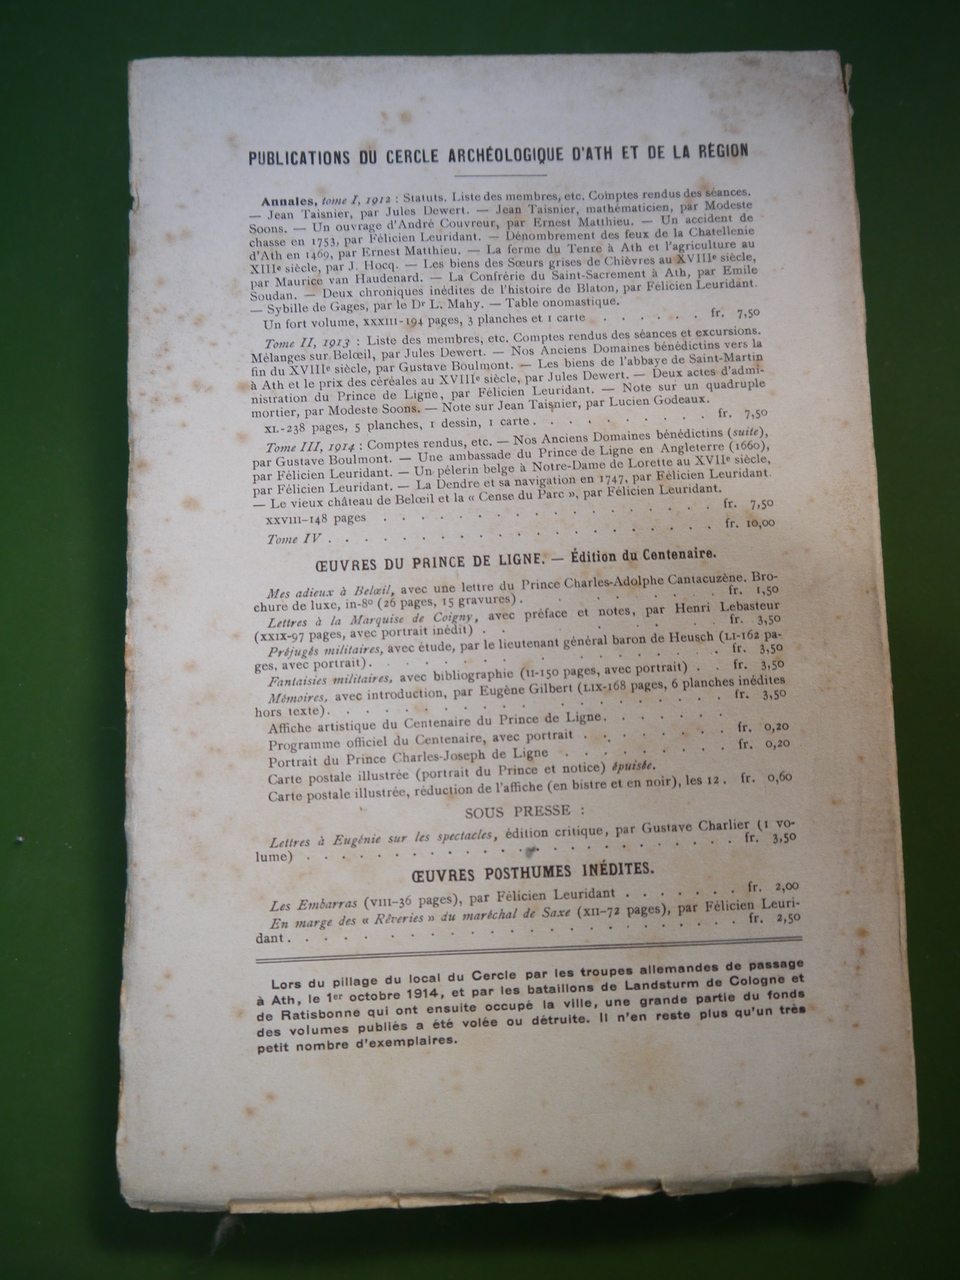 PUBLICATIONS DU CERCLE ARCHÉOLOGIQUE D'ATH ET DE LA RÉGION
Annales, tome I, 1912 : Statuts. Liste des membres, etc. Comptes rendus des séances.
— Jean Taisnier, par Jules Dewert. — Jean Taisnier, mathématicien, par Modeste
Soons. — Un ouvrage d'André Couvreur, par Ernest Matthieu. — Un accident de
chasse en 1753, par Félicien Leuridant. — Dénombrement des feux de la Chatellenie
d'Ath en 1469, par Ernest Matthieu. — La ferme du Tenre à Ath et l'agriculture au
XIIIe siècle, par J. Hocq. — Les biens des Sœurs grises de Chièvres au XVIIIe siècle,
par Maurice van Haudenard. — La Confrérie du Saint-Sacrement à Ath, par Emile
Soudan. — Deux chroniques inédites de l'histoire de Blaton, par Félicien Leuridant.
— Sybille de Gages, par le Dr L. Mahy. — Table onomastique.
Un fort volume, XXXIII-194 pages, 3 planches et 1 carte . . . . . . fr. 7,50
Tome II, 1913 : Liste des membres, etc. Comptes rendus des séances et excursions.
Mélanges sur Belœil, par Jules Dewert. — Nos Anciens Domaines bénédictins vers la
fin du XVIIIe siècle, par Gustave Boulmont. — Les biens de l'abbaye de Saint-Martin
à Ath et le prix des céréales au XVIIIe siècle, par Jules Dewert. — Deux actes d'admi-
nistration du Prince de Ligne, par Félicien Leuridant. — Note sur un quadruple
mortier, par Modeste Soons. — Note sur Jean Taisnier, par Lucien Godeaux.
XL-238 pages, 5 planches, 1 dessin, 1 carte . . . . . . . . . fr. 7,50
Tome III, 1914 : Comptes rendus, etc. — Nos Anciens Domaines bénédictins (suite),
par Gustave Boulmont. — Une ambassade du Prince de Ligne en Angleterre (1660),
par Félicien Leuridant. — Un pélerin belge à Notre-Dame de Lorette au XVIIe siècle,
par Félicien Leuridant. — La Dendre et sa navigation en 1747, par Félicien Leuridant
— Le vieux château de Belœil et la « Cense du Parc », par Félicien Leuridant.
XXVIII-148 pages . . . . . . . . . . . . . . . . fr. 7,50
Tome IV . . . . . . . . . . . . . . . . . . . fr. 10,00
ŒUVRES DU PRINCE DE LIGNE. — Édition du Centenaire.
Mes adieux à Belœil, avec une lettre du Prince Charles-Adolphe Cantacuzène. Bro-
chure de luxe, in-8o (26 pages, 15 gravures) . . . . . . . . . . fr. 1,50
Lettres à la Marquise de Coigny, avec préface et notes, par Henri Lebasteur
(XXIX-97 pages, avec portrait inédit) . . . . . . . . . . . . fr. 3,50
Préjugés militaires, avec étude, par le lieutenant général baron de Heusch (LI-162 pa-
ges, avec portrait) . . . . . . . . . . . . . . . . . . fr. 3,50
Fantaisies militaires, avec bibliographie (II-150 pages, avec portrait) . . fr. 3,50
Mémoires, avec introduction, par Eugène Gilbert (LIX-168 pages, 6 planches inédites
hors texte) . . . . . . . . . . . . . . . . . . . . fr. 3,50
Affiche artistique du Centenaire du Prince de Ligne . . . . . . .
Programme officiel du Centenaire, avec portrait . . . . . . . . fr. 0,20
Portrait du Prince Charles-Joseph de Ligne . . . . . . . . . fr. 0,20
Carte postale illustrée (portrait du Prince et notice) épuisée.
Carte postale illustrée, réduction de l'affiche (en bistre et en noir), les 12 . fr. 0,60
SOUS PRESSE :
Lettres à Eugénie sur les spectacles, édition critique, par Gustave Charlier (1 vo-
lume) . . . . . . . . . . . . . . . . . . . . . fr. 3,50
ŒUVRES POSTHUMES INÉDITES.
Les Embarras (VIII-36 pages), par Félicien Leuridant . . . . . . . fr. 2,00
En marge des « Rêveries » du maréchal de Saxe (XII-72 pages), par Félicien Leuri-
dant . . . . . . . . . . . . . . . . . . . . . fr. 2,50
Lors du pillage du local du Cercle par les troupes allemandes de passage
à Ath, le 1er octobre 1914, et par les bataillons de Landsturm de Cologne et
de Ratisbonne qui ont ensuite occupé la ville, une grande partie du fonds
des volumes publiés a été volée ou détruite. Il n'en reste plus qu'un très
petit nombre d'exemplaires.